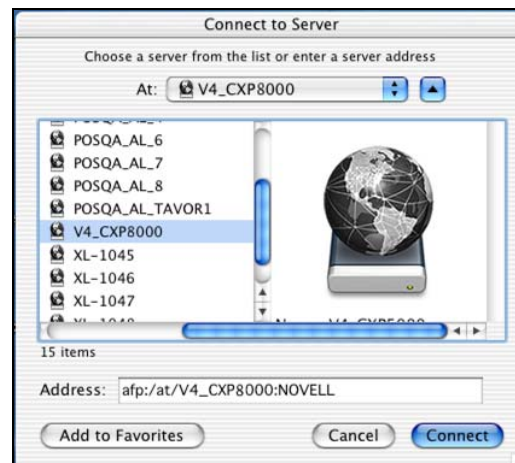 Connect to Server
Choose a server from the list or enter a server address
At: V4_CXP8000
POSQA_AL_6
POSQA_AL_7
POSQA_AL_8
POSQA_AL_TAVOR1
V4_CXP8000
XL-1045
XL-1046
XL-1047
15 items
Address: afp:/at/V4_CXP8000:NOVELL
Add to Favorites
Cancel
Connect